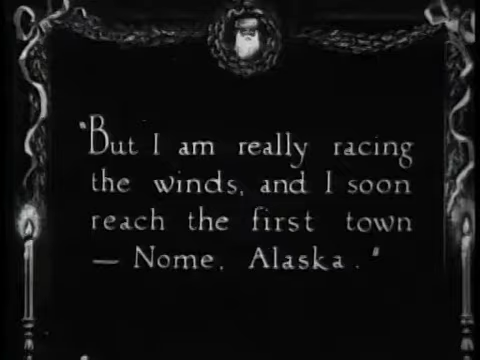 "But I am really racing
the winds, and I soon
reach the first town
— Nome, Alaska."